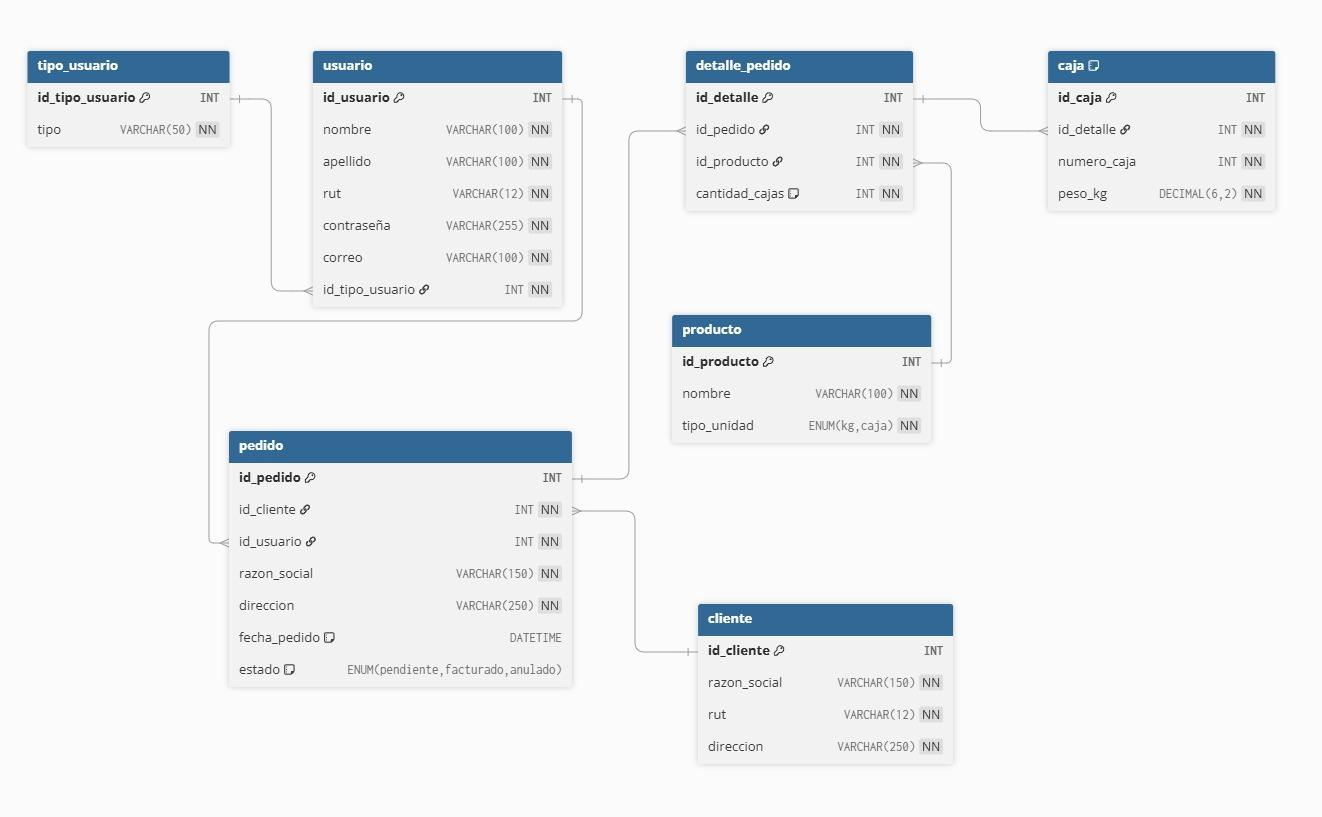 tipo_usuario
id_tipo_usuario INT
tipo VARCHAR(50) NN
usuario
id_usuario INT
nombre VARCHAR(100) NN
apellido VARCHAR(100) NN
rut VARCHAR(12) NN
contraseña VARCHAR(255) NN
correo VARCHAR(100) NN
id_tipo_usuario INT NN
detalle_pedido
id_detalle INT
id_pedido INT NN
id_producto INT NN
cantidad_cajas INT NN
caja
id_caja INT
id_detalle INT NN
numero_caja INT NN
peso_kg DECIMAL(6,2) NN
producto
id_producto INT
nombre VARCHAR(100) NN
tipo_unidad ENUM(kg,caja) NN
pedido
id_pedido INT
id_cliente INT NN
id_usuario INT NN
razon_social VARCHAR(150) NN
direccion VARCHAR(250) NN
fecha_pedido DATETIME
estado ENUM(pendiente,facturado,anulado)
cliente
id_cliente INT
razon_social VARCHAR(150) NN
rut VARCHAR(12) NN
direccion VARCHAR(250) NN